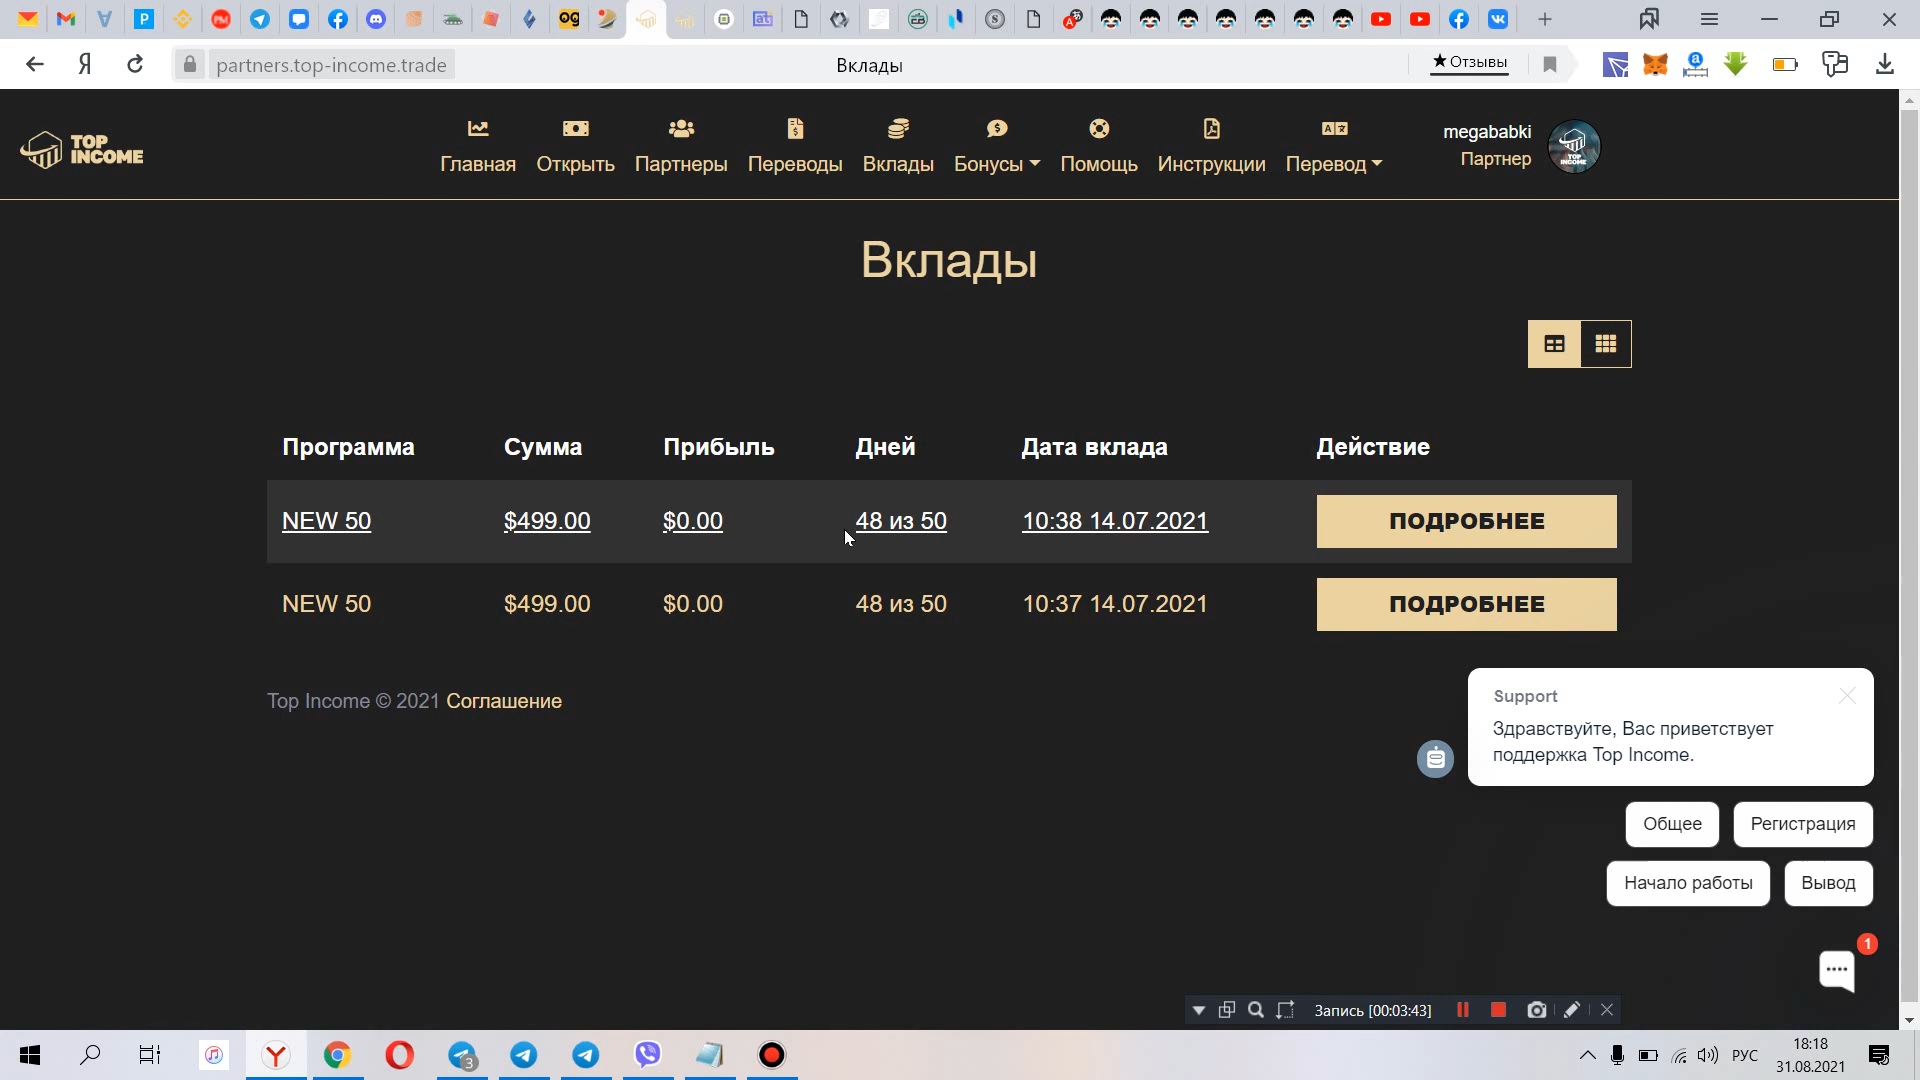 partners.top-income.trade
Вклады
★ Отзывы
TOP INCOME
Главная
Открыть
Партнеры
Переводы
Вклады
Бонусы
Помощь
Инструкции
Перевод
megababki
Партнер
Вклады
Программа Сумма Прибыль Дней Дата вклада Действие
NEW 50 $499.00 $0.00 48 из 50 10:38 14.07.2021 ПОДРОБНЕЕ
NEW 50 $499.00 $0.00 48 из 50 10:37 14.07.2021 ПОДРОБНЕЕ
Top Income © 2021 Соглашение
Support
Здравствуйте, Вас приветствует
поддержка Top Income.
Общее
Регистрация
Начало работы
Вывод
1
Запись [00:03:43]
3
РУС
18:18
31.08.2021